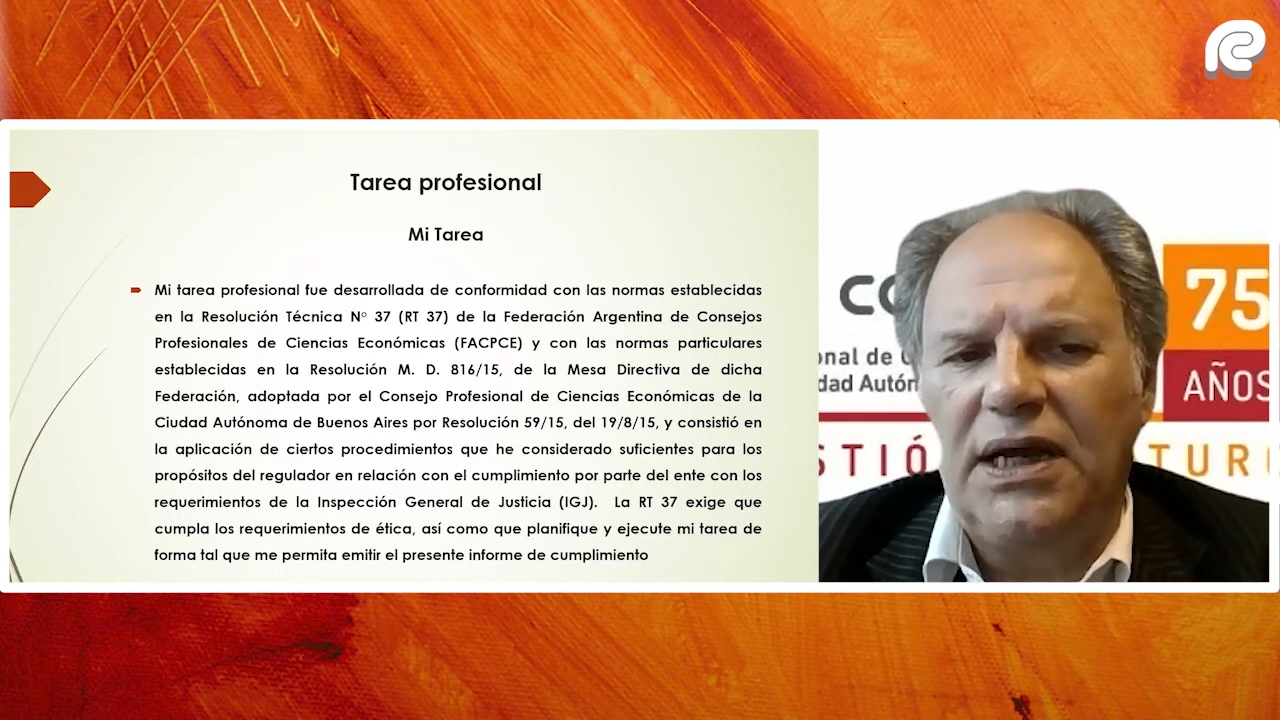 Tarea profesional
Mi Tarea
Mi tarea profesional fue desarrollada de conformidad con las normas establecidas
en la Resolución Técnica N° 37 (RT 37) de la Federación Argentina de Consejos
Profesionales de Ciencias Económicas (FACPCE) y con las normas particulares
establecidas en la Resolución M. D. 816/15, de la Mesa Directiva de dicha
Federación, adoptada por el Consejo Profesional de Ciencias Económicas de la
Ciudad Autónoma de Buenos Aires por Resolución 59/15, del 19/8/15, y consistió en
la aplicación de ciertos procedimientos que he considerado suficientes para los
propósitos del regulador en relación con el cumplimiento por parte del ente con los
requerimientos de la Inspección General de Justicia (IGJ). La RT 37 exige que
cumpla los requerimientos de ética, así como que planifique y ejecute mi tarea de
forma tal que me permita emitir el presente informe de cumplimiento
75
AÑOS
onal de
dad Autón
STIÓ
TUR